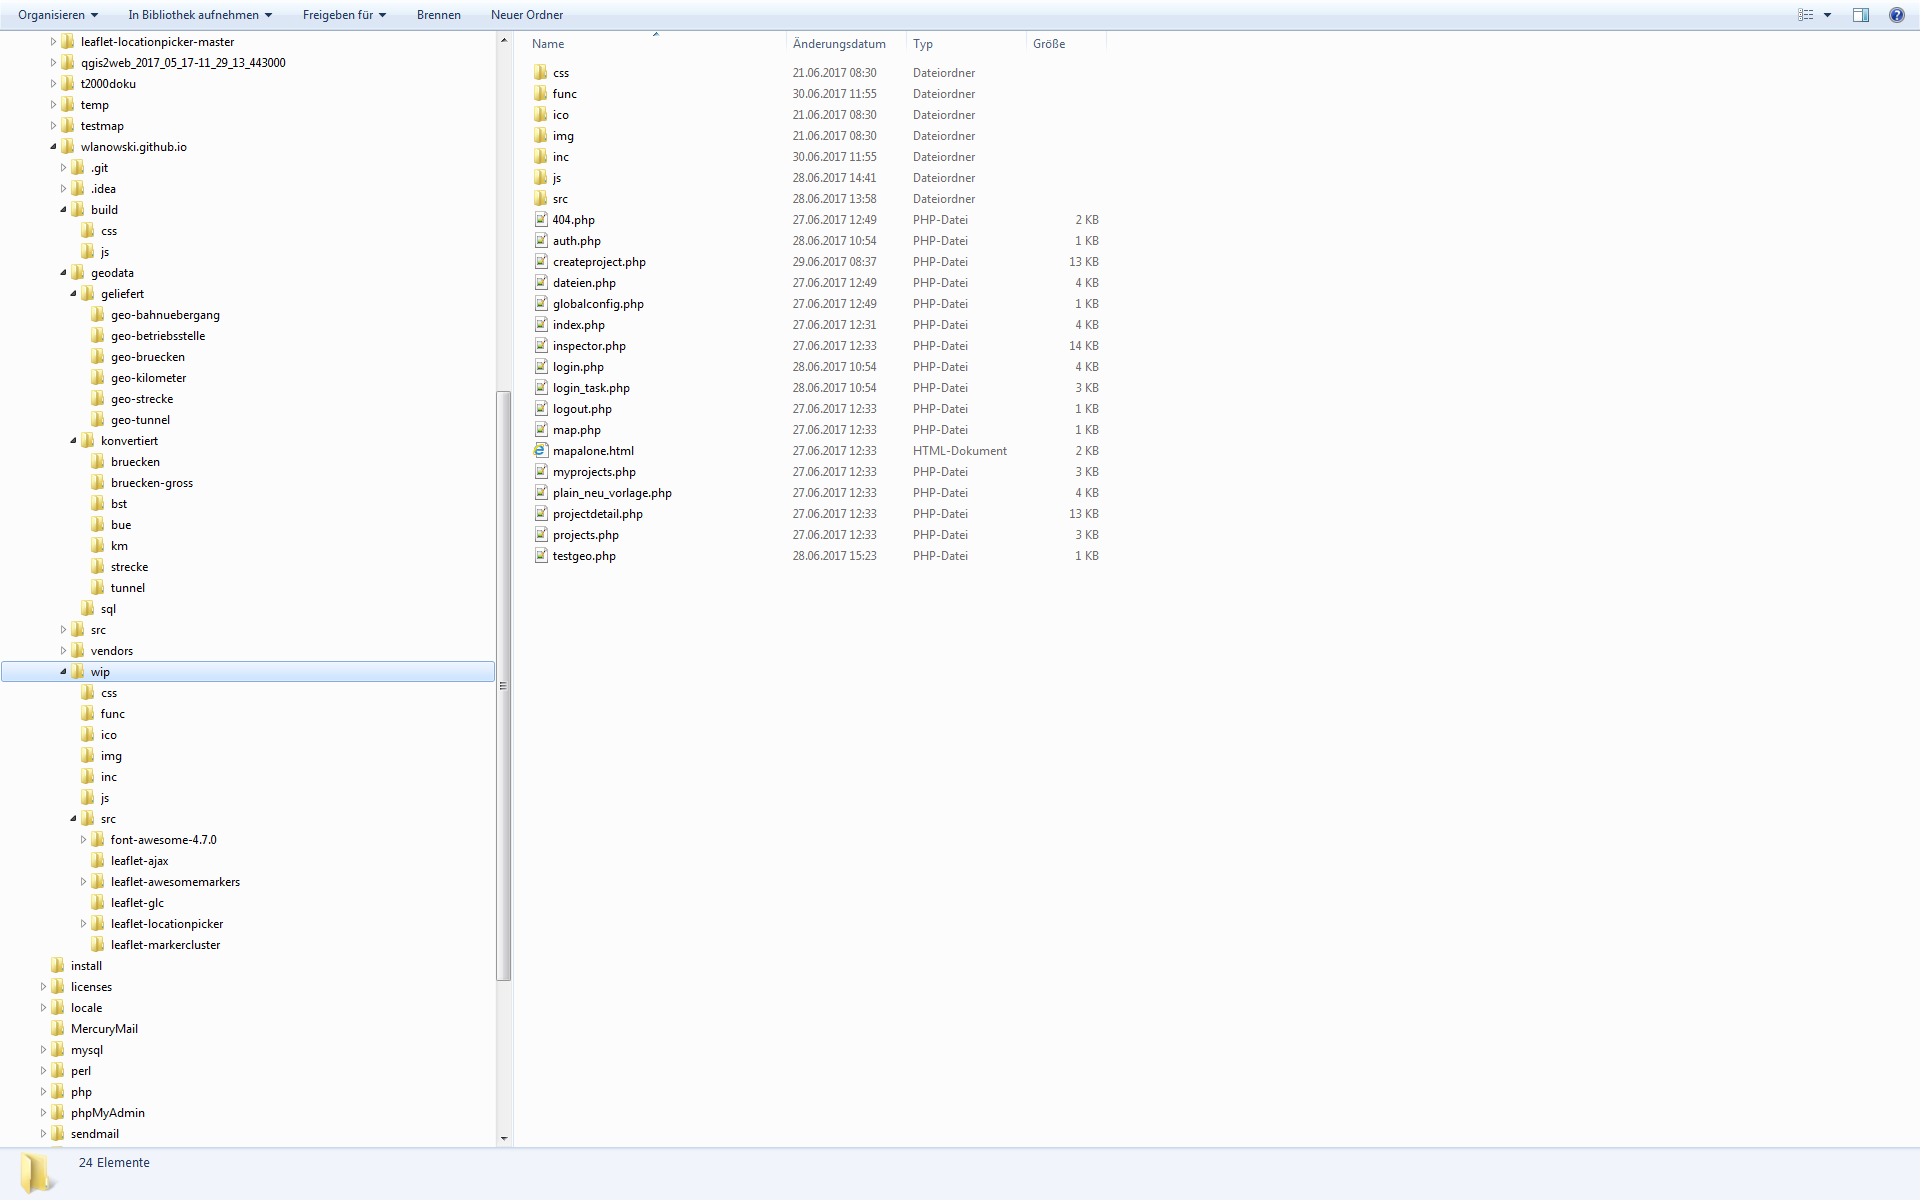 Organisieren In Bibliothek aufnehmen Freigeben für Brennen Neuer Ordner
leaflet-locationpicker-master
qgis2web_2017_05_17-11_29_13_443000
t2000doku
temp
testmap
wlanowski.github.io
.git
.idea
build
css
js
geodata
geliefert
geo-bahnuebergang
geo-betriebsstelle
geo-bruecken
geo-kilometer
geo-strecke
geo-tunnel
konvertiert
bruecken
bruecken-gross
bst
bue
km
strecke
tunnel
sql
src
vendors
wip
css
func
ico
img
inc
js
src
font-awesome-4.7.0
leaflet-ajax
leaflet-awesomemarkers
leaflet-glc
leaflet-locationpicker
leaflet-markercluster
install
licenses
locale
MercuryMail
mysql
perl
php
phpMyAdmin
sendmail
Name Änderungsdatum Typ Größe
css 21.06.2017 08:30 Dateiordner
func 30.06.2017 11:55 Dateiordner
ico 21.06.2017 08:30 Dateiordner
img 21.06.2017 08:30 Dateiordner
inc 30.06.2017 11:55 Dateiordner
js 28.06.2017 14:41 Dateiordner
src 28.06.2017 13:58 Dateiordner
404.php 27.06.2017 12:49 PHP-Datei 2 KB
auth.php 28.06.2017 10:54 PHP-Datei 1 KB
createproject.php 29.06.2017 08:37 PHP-Datei 13 KB
dateien.php 27.06.2017 12:49 PHP-Datei 4 KB
globalconfig.php 27.06.2017 12:49 PHP-Datei 1 KB
index.php 27.06.2017 12:31 PHP-Datei 4 KB
inspector.php 27.06.2017 12:33 PHP-Datei 14 KB
login.php 28.06.2017 10:54 PHP-Datei 4 KB
login_task.php 28.06.2017 10:54 PHP-Datei 3 KB
logout.php 27.06.2017 12:33 PHP-Datei 1 KB
map.php 27.06.2017 12:33 PHP-Datei 1 KB
mapalone.html 27.06.2017 12:33 HTML-Dokument 2 KB
myprojects.php 27.06.2017 12:33 PHP-Datei 3 KB
plain_neu_vorlage.php 27.06.2017 12:33 PHP-Datei 4 KB
projectdetail.php 27.06.2017 12:33 PHP-Datei 13 KB
projects.php 27.06.2017 12:33 PHP-Datei 3 KB
testgeo.php 28.06.2017 15:23 PHP-Datei 1 KB
24 Elemente